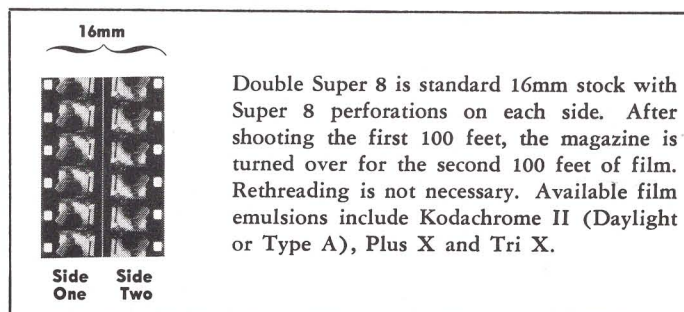 16mm
Double Super 8 is standard 16mm stock with
Super 8 perforations on each side. After
shooting the first 100 feet, the magazine is
turned over for the second 100 feet of film.
Rethreading is not necessary. Available film
emulsions include Kodachrome II (Daylight
or Type A), Plus X and Tri X.
Side Side
One Two